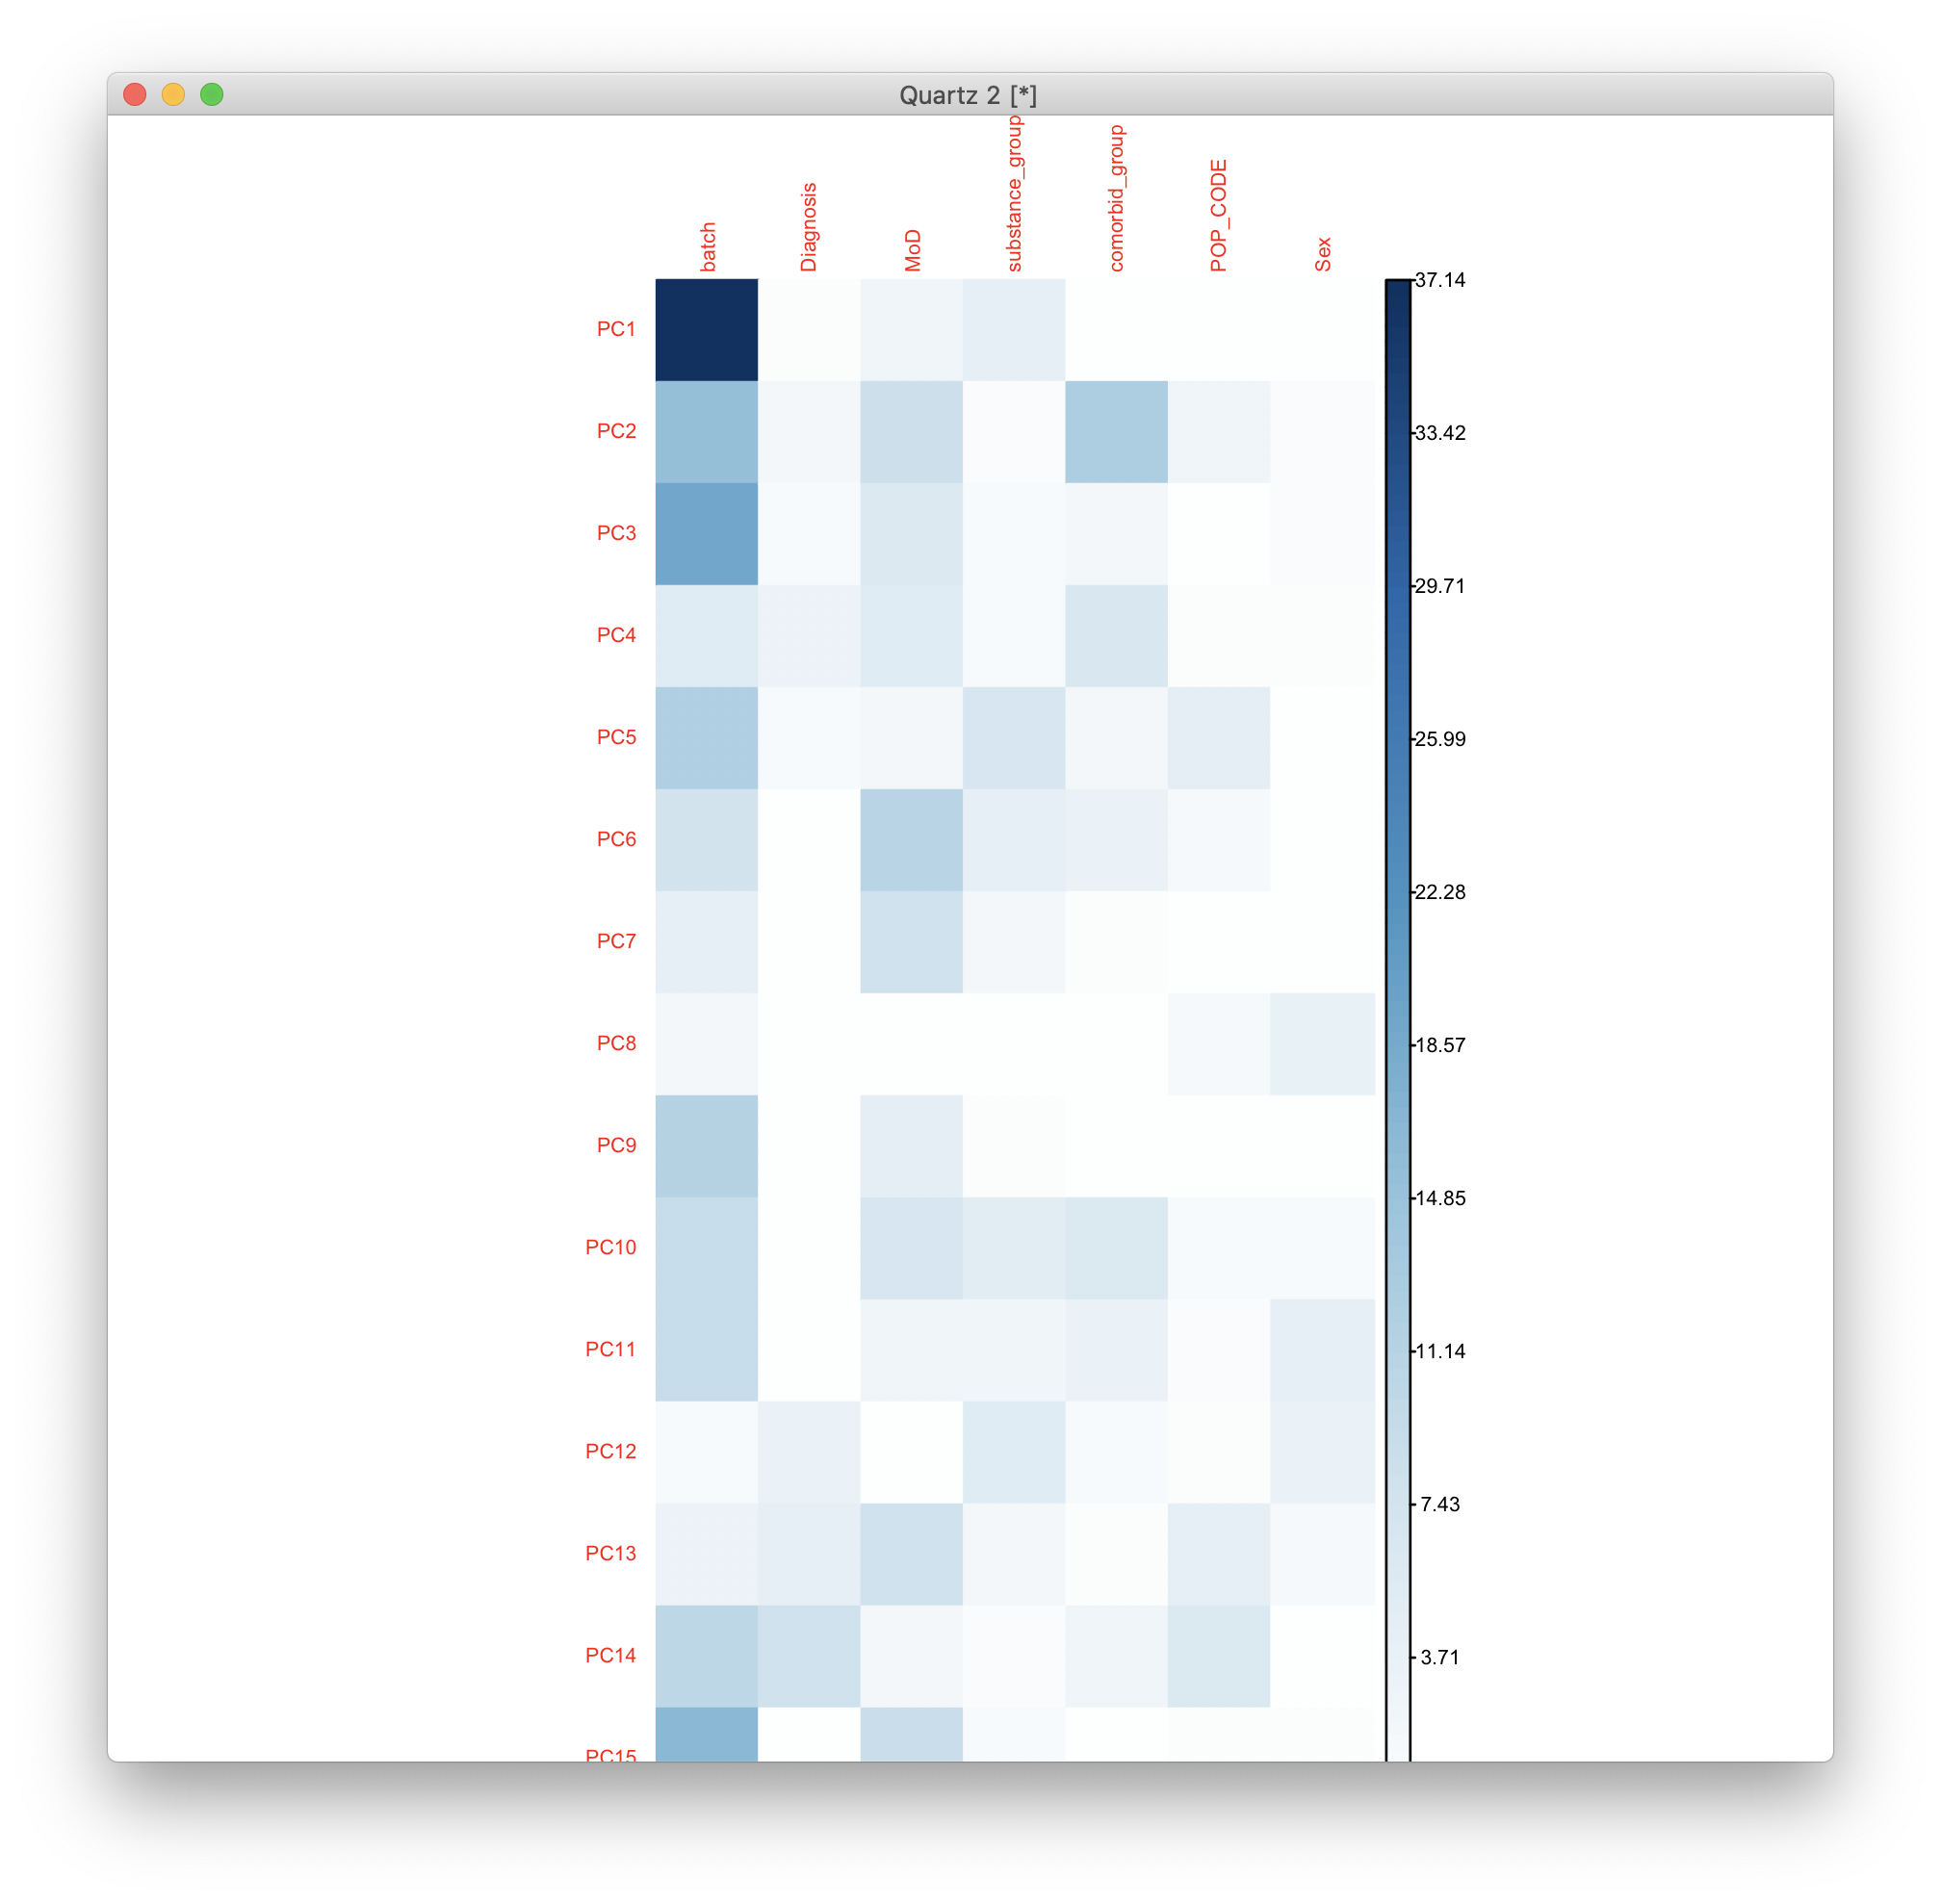 Quartz 2 [*]
batch
Diagnosis
MoD
substance_group
comorbid_group
POP_CODE
Sex
PC1
PC2
PC3
PC4
PC5
PC6
PC7
PC8
PC9
PC10
PC11
PC12
PC13
PC14
PC15
37.14
33.42
29.71
25.99
22.28
18.57
14.85
11.14
7.43
3.71